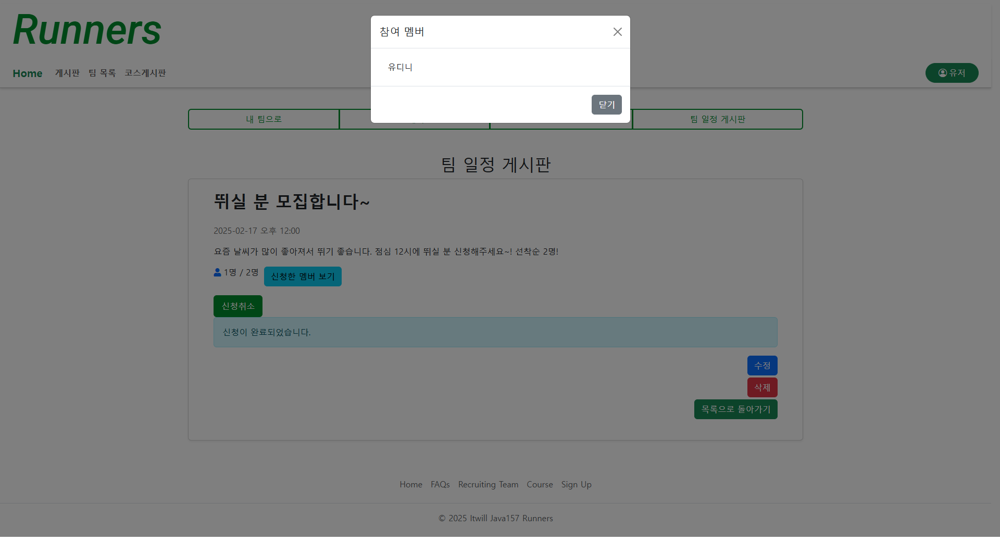 Runners
참여 멤버
유디니
닫기
Home 게시판 팀 목록 코스게시판 유저
내 팀으로 팀 일정 게시판
팀 일정 게시판
뛰실 분 모집합니다~
2025-02-17 오후 12:00
요즘 날씨가 많이 좋아져서 뛰기 좋습니다. 점심 12시에 뛰실 분 신청해주세요~! 선착순 2명!
1명 / 2명 신청한 멤버 보기
신청취소
신청이 완료되었습니다.
수정
삭제
목록으로 돌아가기
Home FAQs Recruiting Team Course Sign Up
© 2025 Itwill Java157 Runners